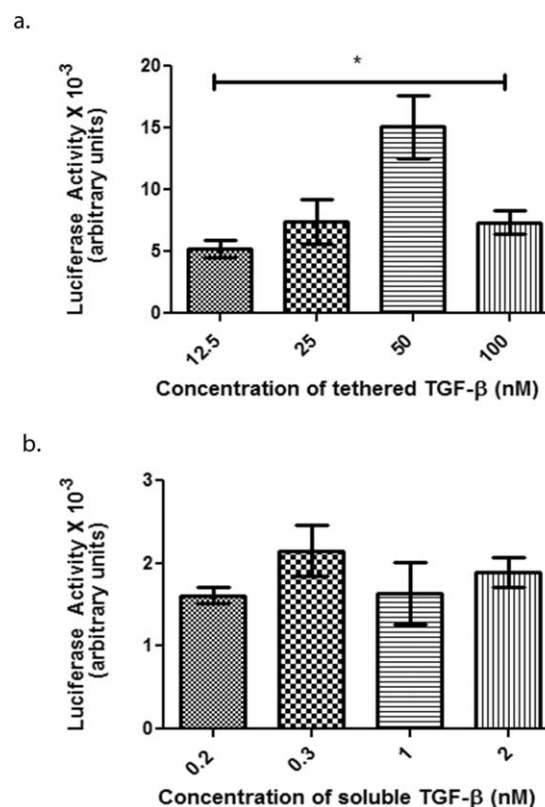 a.
*
20
15
10
5
0
Luciferase Activity X 10⁻³
(arbitrary units)
12.5
25
50
100
Concentration of tethered TGF-β (nM)
b.
3
2
1
0
Luciferase Activity X 10⁻³
(arbitrary units)
0.2
0.3
1
2
Concentration of soluble TGF-β (nM)